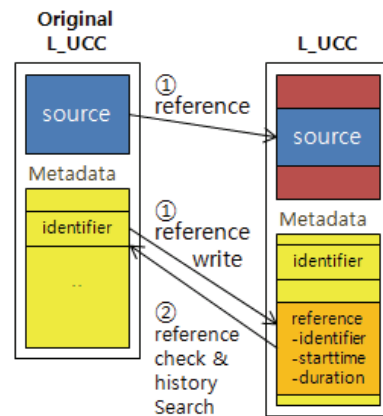 Original
L_UCC
source
Metadata
identifier
..
①
reference
①
reference
write
②
reference
check &
history
Search
L_UCC
source
Metadata
identifier
reference
-identifier
-starttime
-duration